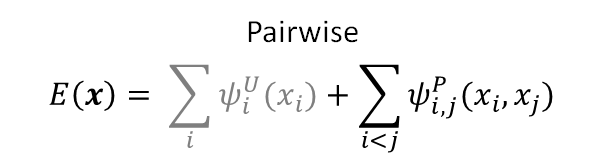 Pairwise
E(x) = ∑_i ψ_i^U(x_i) + ∑_{i<j} ψ_{i,j}^P(x_i, x_j)